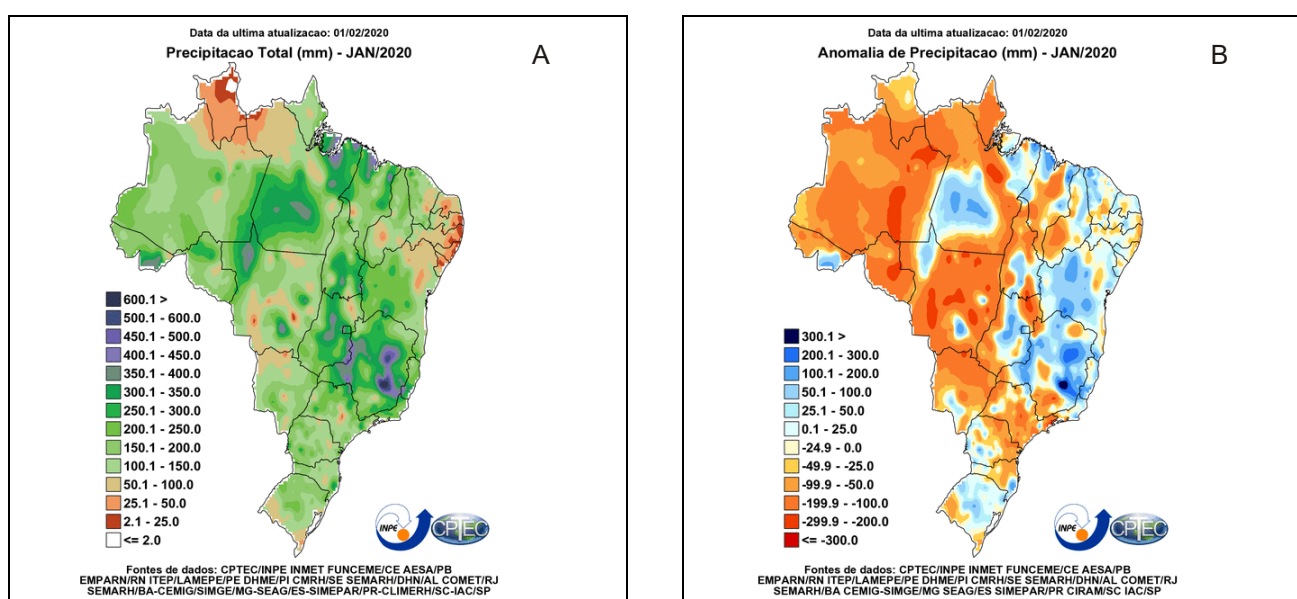 Data da ultima atualizacao: 01/02/2020
Precipitacao Total (mm) - JAN/2020
A
600.1 >
500.1 - 600.0
450.1 - 500.0
400.1 - 450.0
350.1 - 400.0
300.1 - 350.0
250.1 - 300.0
200.1 - 250.0
150.1 - 200.0
100.1 - 150.0
50.1 - 100.0
25.1 - 50.0
2.1 - 25.0
<= 2.0
INPE
CPTEC
Fontes de dados: CPTEC/INPE INMET FUNCEME/CE AESA/PB
EMPARN/RN ITEP/LAMEPE/PE DHME/PI CMRH/SE SEMARH/DHN/AL COMET/RJ
SEMARH/BA-CEMIG/SIMGE/MG-SEAG/ES-SIMEPAR/PR-CLIMERH/SC-IAC/SP
Data da ultima atualizacao: 01/02/2020
Anomalia de Precipitacao (mm) - JAN/2020
B
300.1 >
200.1 - 300.0
100.1 - 200.0
50.1 - 100.0
25.1 - 50.0
0.1 - 25.0
-24.9 - 0.0
-49.9 - -25.0
-99.9 - -50.0
-199.9 - -100.0
-299.9 - -200.0
<= -300.0
INPE
CPTEC
Fontes de dados: CPTEC/INPE INMET FUNCEME/CE AESA/PB
EMPARN/RN ITEP/LAMEPE/PE DHME/PI CMRH/SE SEMARH/DHN/AL COMET/RJ
SEMARH/BA CEMIG-SIMGE/MG SEAG/ES SIMEPAR/PR CIRAM/SC IAC/SP